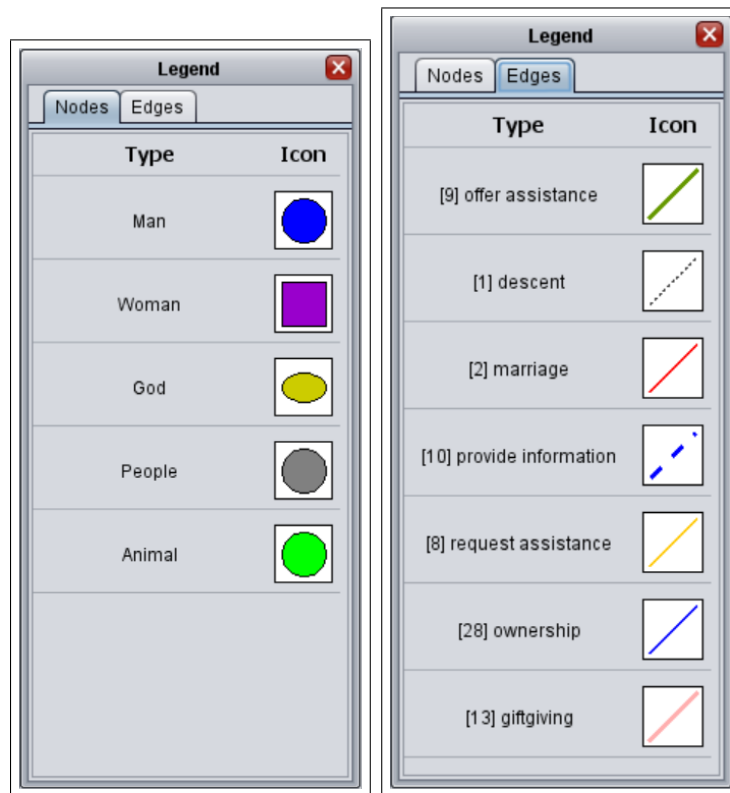 Legend
Nodes Edges
Type Icon
Man
Woman
God
People
Animal
Legend
Nodes Edges
Type Icon
[9] offer assistance
[1] descent
[2] marriage
[10] provide information
[8] request assistance
[28] ownership
[13] giftgiving